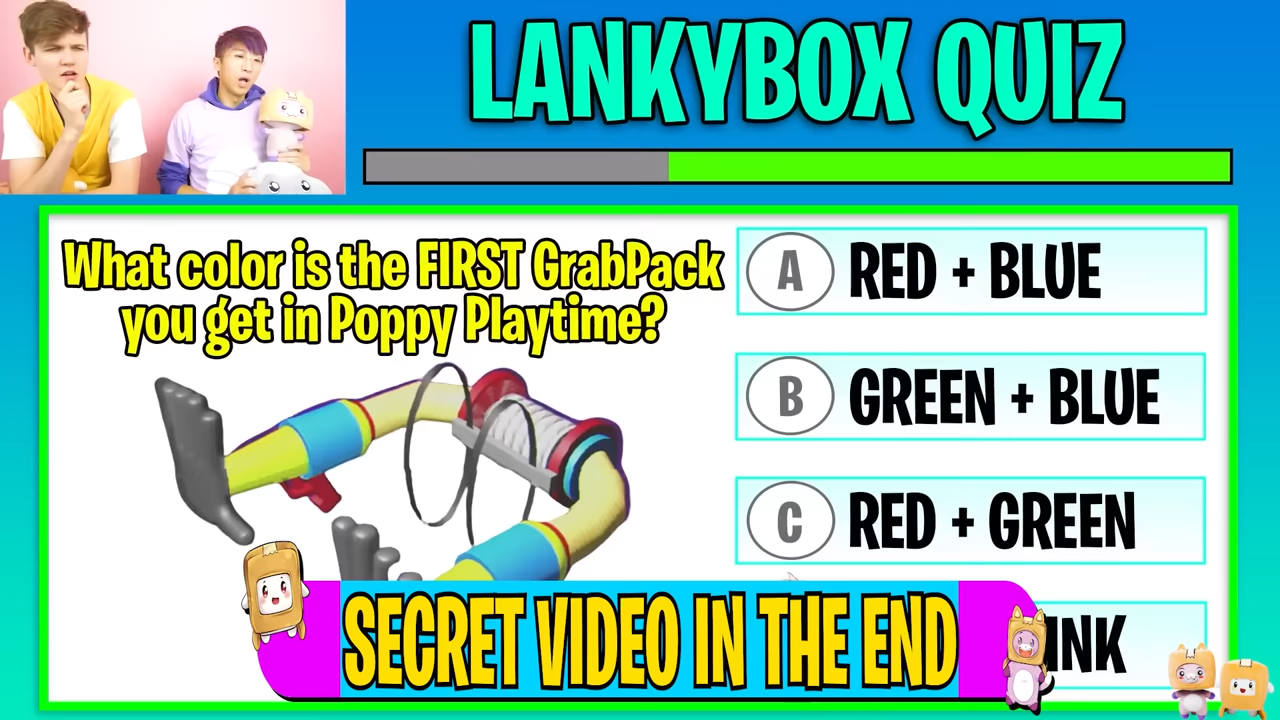 LANKYBOX QUIZ
What color is the FIRST GrabPack
you get in Poppy Playtime?
A RED + BLUE
B GREEN + BLUE
C RED + GREEN
SECRET VIDEO IN THE END